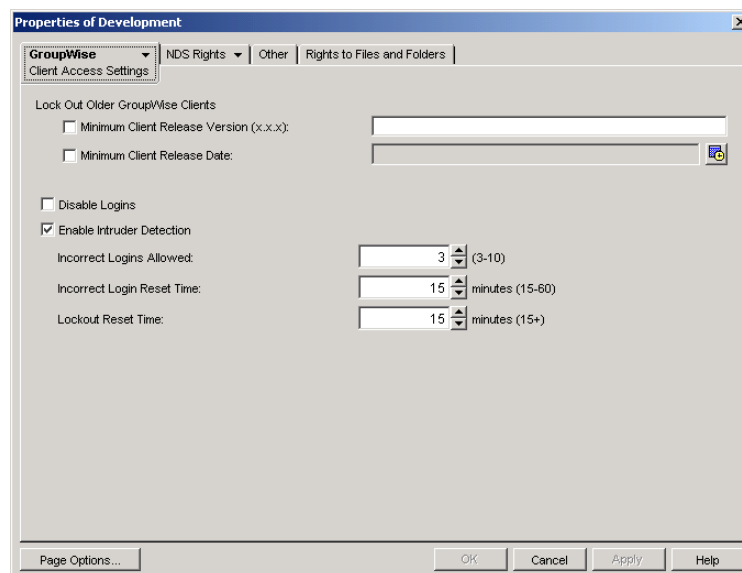 Properties of Development
GroupWise NDS Rights Other Rights to Files and Folders
Client Access Settings
Lock Out Older GroupWise Clients
Minimum Client Release Version (x.x.x):
Minimum Client Release Date:
Disable Logins
Enable Intruder Detection
Incorrect Logins Allowed: 3 (3-10)
Incorrect Login Reset Time: 15 minutes (15-60)
Lockout Reset Time: 15 minutes (15+)
Page Options... OK Cancel Apply Help